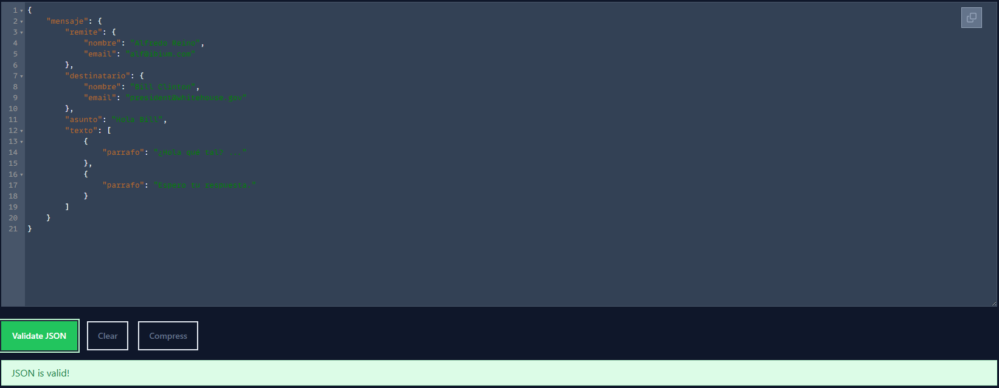 1 {
2 "mensaje": {
3 "remite": {
4 "nombre": "Alfredo Reino",
5 "email": "alf@ibium.com"
6 },
7 "destinatario": {
8 "nombre": "Bill Clinton",
9 "email": "president@whitehouse.gov"
10 },
11 "asunto": "Hola Bill",
12 "texto": [
13 {
14 "parrafo": "¿Hola qué tal? ..."
15 },
16 {
17 "parrafo": "Espero tu respuesta."
18 }
19 ]
20 }
21 }
Validate JSON Clear Compress
JSON is valid!